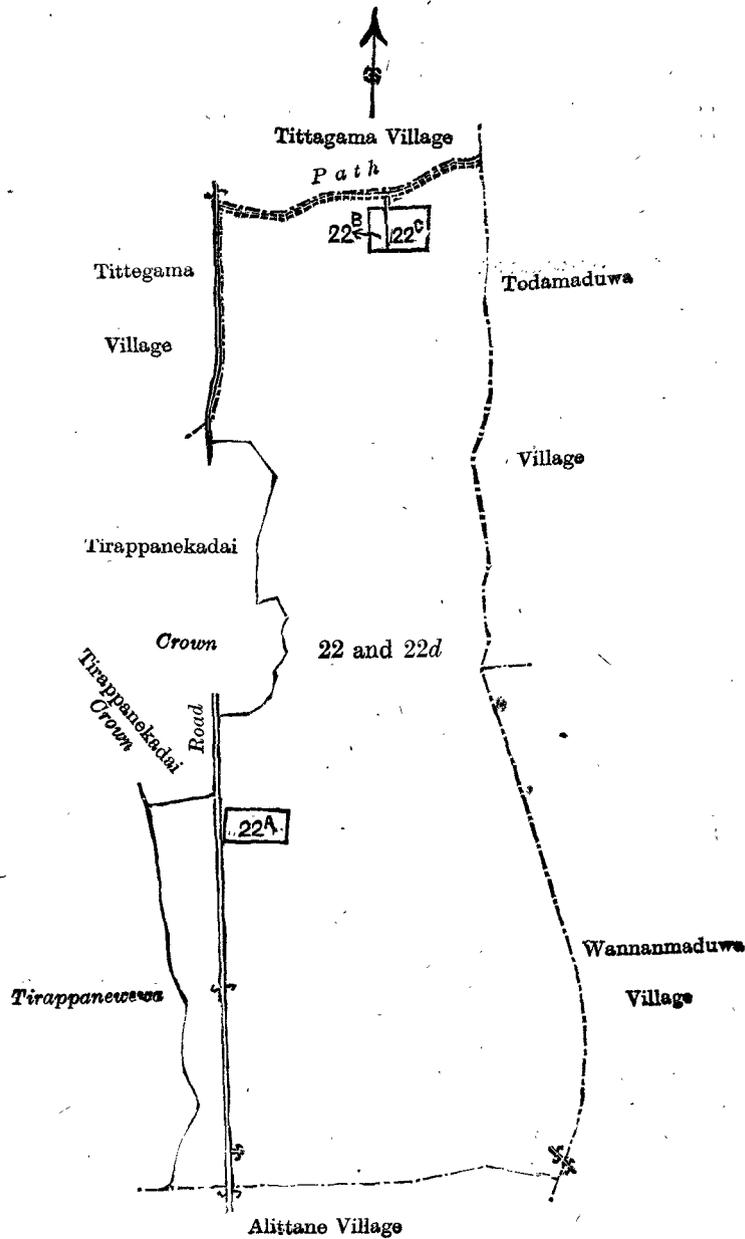 Tittagama Village
Path
22B
22C
Tittegama
Village
Todamaduwa
Village
Tirappanekadai
Crown
22 and 22d
Tirappanekadai
Crown
Road
22A
Wannanmaduwa
Village
Tirappanewewa
Alittane Village